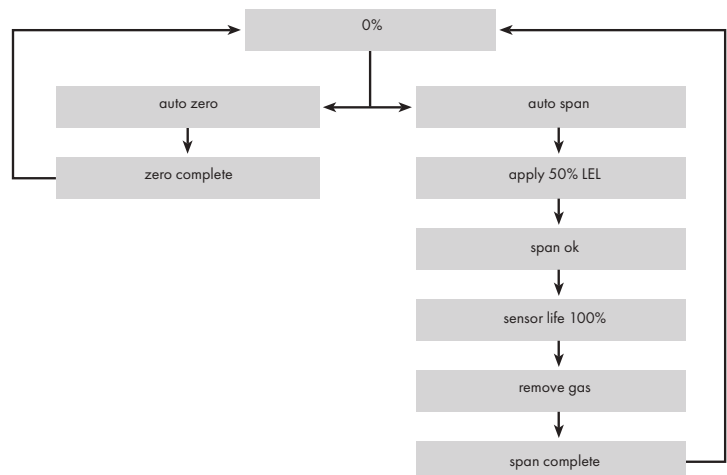 0%
auto zero
zero complete
auto span
apply 50% LEL
span ok
sensor life 100%
remove gas
span complete